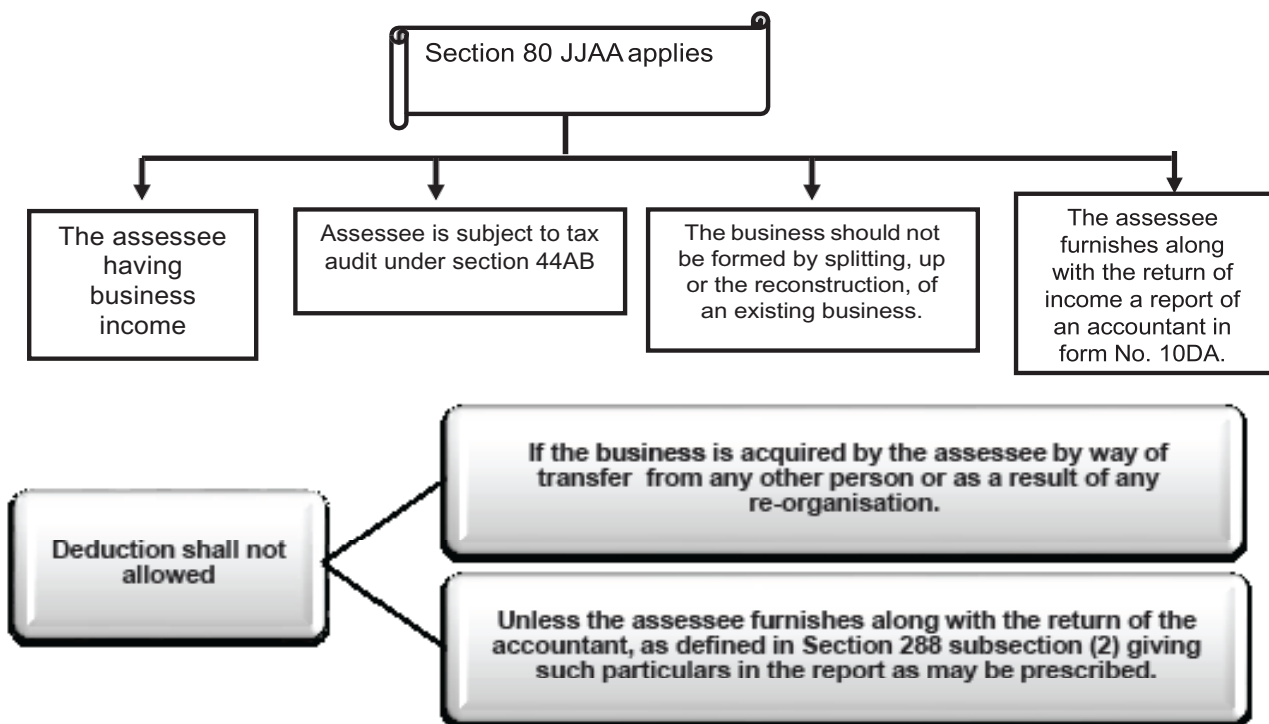 Section 80 JJAA applies
The assessee
having
business
income
Assessee is subject to tax
audit under section 44AB
The business should not
be formed by splitting, up
or the reconstruction, of
an existing business.
The assessee
furnishes along
with the return of
income a report of
an accountant in
form No. 10DA.
Deduction shall not
allowed
If the business is acquired by the assessee by way of
transfer from any other person or as a result of any
re-organisation.
Unless the assessee furnishes along with the return of the
accountant, as defined in Section 288 subsection (2) giving
such particulars in the report as may be prescribed.